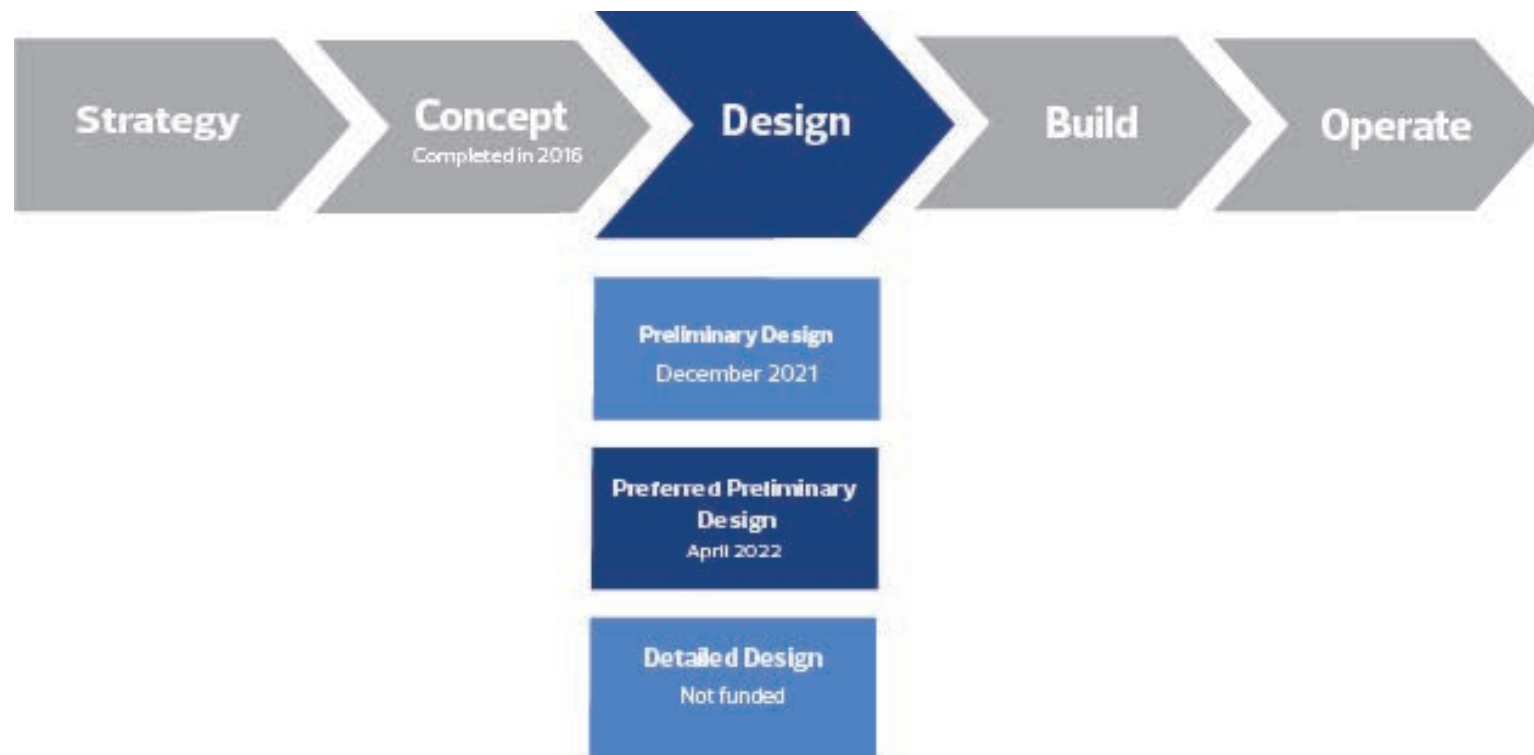 Strategy
Concept
Completed in 2016
Design
Build
Operate
Preliminary Design
December 2021
Preferred Preliminary
Design
April 2022
Detailed Design
Not funded